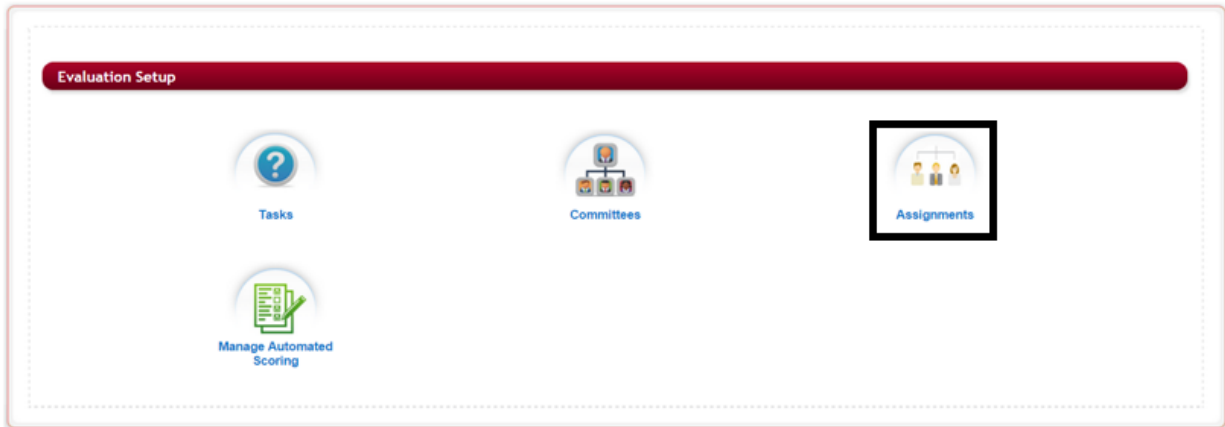 Evaluation Setup
Tasks
Committees
Assignments
Manage Automated
Scoring